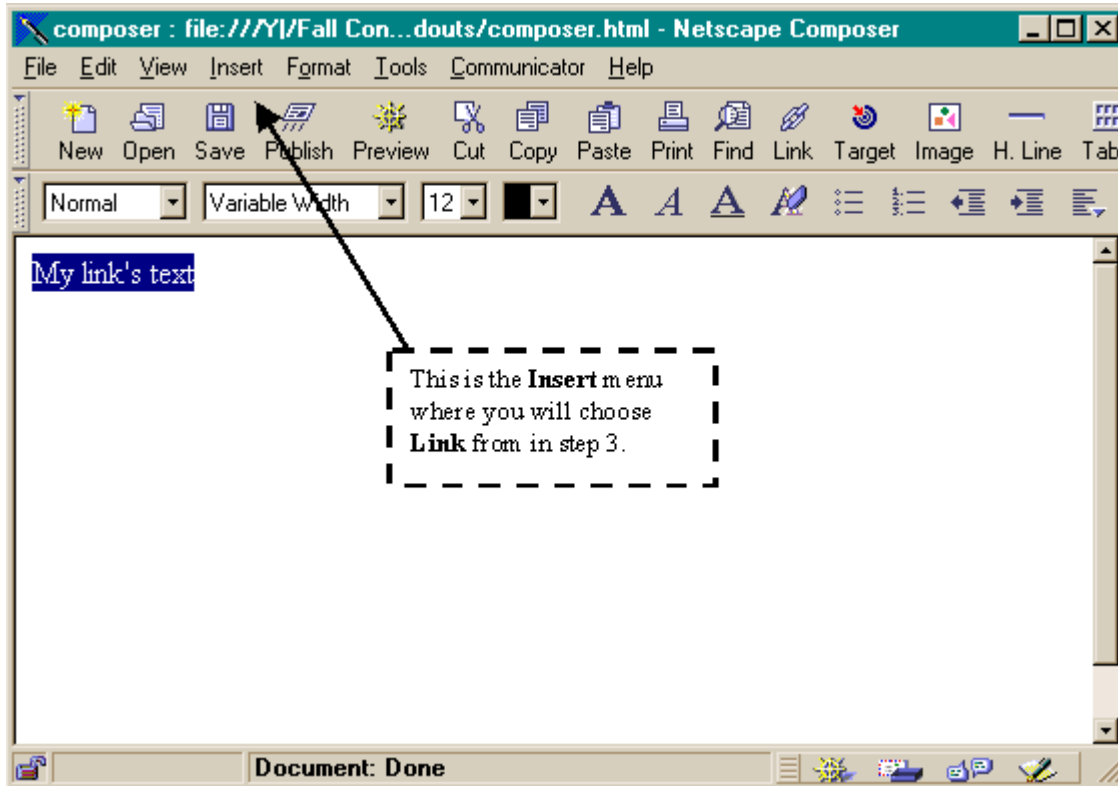 composer : file:///Y|/Fall Con...douts/composer.html - Netscape Composer
File Edit View Insert Format Tools Communicator Help
New Open Save Publish Preview Cut Copy Paste Print Find Link Target Image H. Line Tab
Normal Variable Width 12 A A A
My link's text
This is the Insert menu
where you will choose
Link from in step 3.
Document: Done